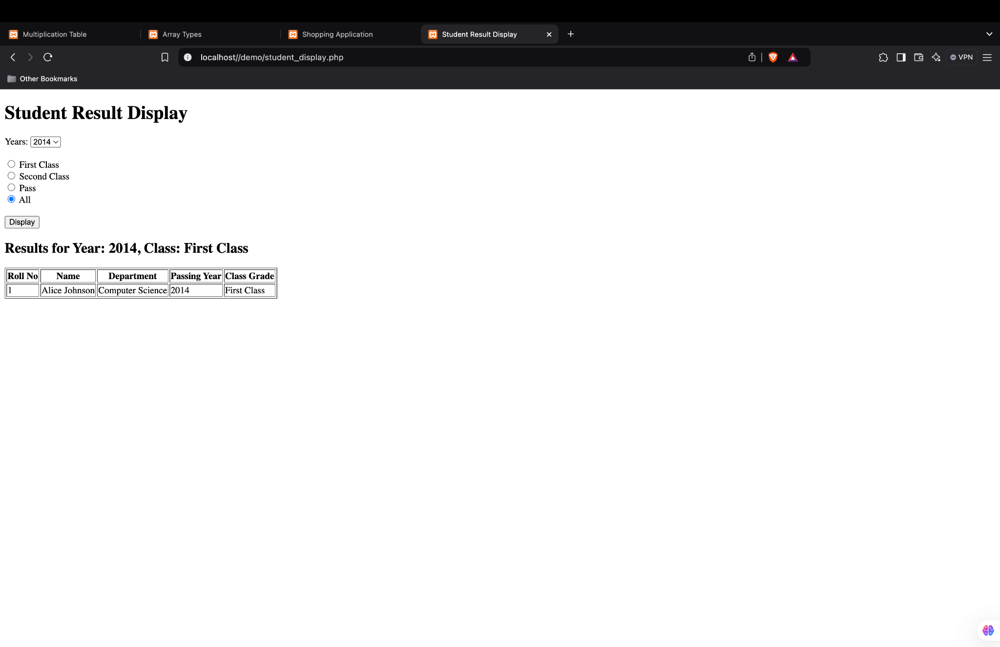 Multiplication Table
Array Types
Shopping Application
Student Result Display
localhost//demo/student_display.php
VPN
Other Bookmarks
Student Result Display
Years: 2014
First Class
Second Class
Pass
All
Display
Results for Year: 2014, Class: First Class
Roll No Name Department Passing Year Class Grade
1 Alice Johnson Computer Science 2014 First Class